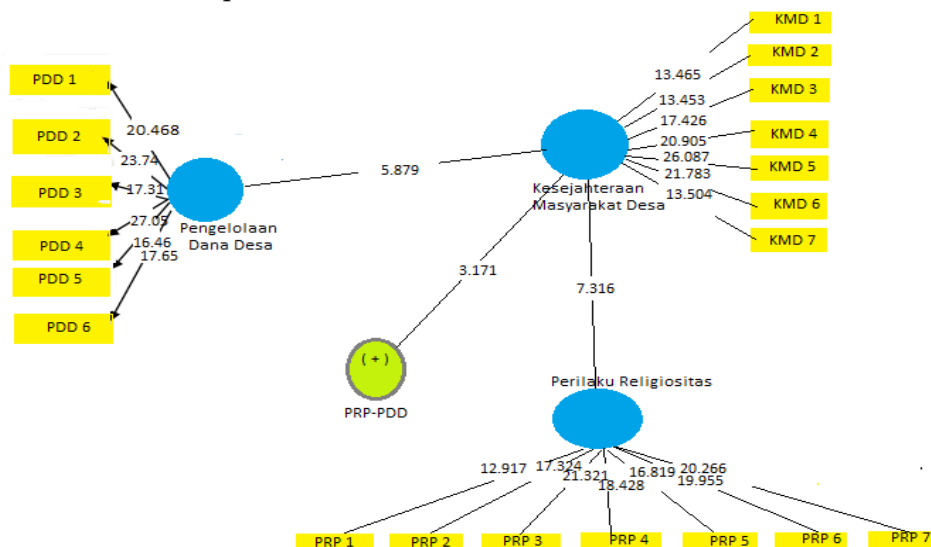 PDD 1
PDD 2
PDD 3
PDD 4
PDD 5
PDD 6
20.468
23.74
17.31
27.05
16.46
17.65
Pengelolaan
Dana Desa
5.879
KMD 1
KMD 2
KMD 3
KMD 4
KMD 5
KMD 6
KMD 7
13.465
13.453
17.426
20.905
26.087
21.783
13.504
Kesejahteraan
Masyarakat Desa
3.171
7.316
( + )
PRP-PDD
Perilaku Religiositas
12.917
17.324
21.321
18.428
16.819
19.955
20.266
PRP 1
PRP 2
PRP 3
PRP 4
PRP 5
PRP 6
PRP 7